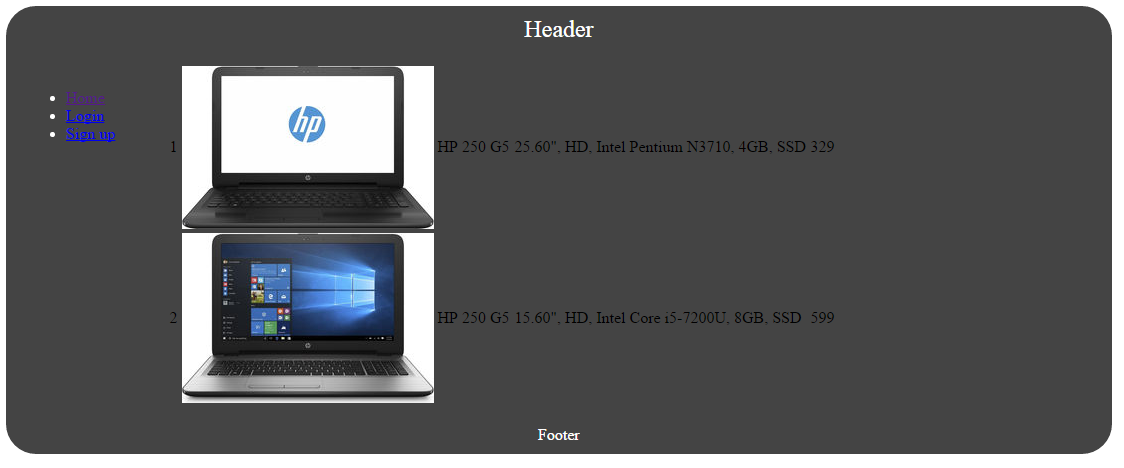 Header
Home
Login
Sign up
1 hp HP 250 G5 25.60", HD, Intel Pentium N3710, 4GB, SSD 329
2 HP 250 G5 15.60", HD, Intel Core i5-7200U, 8GB, SSD 599
Footer